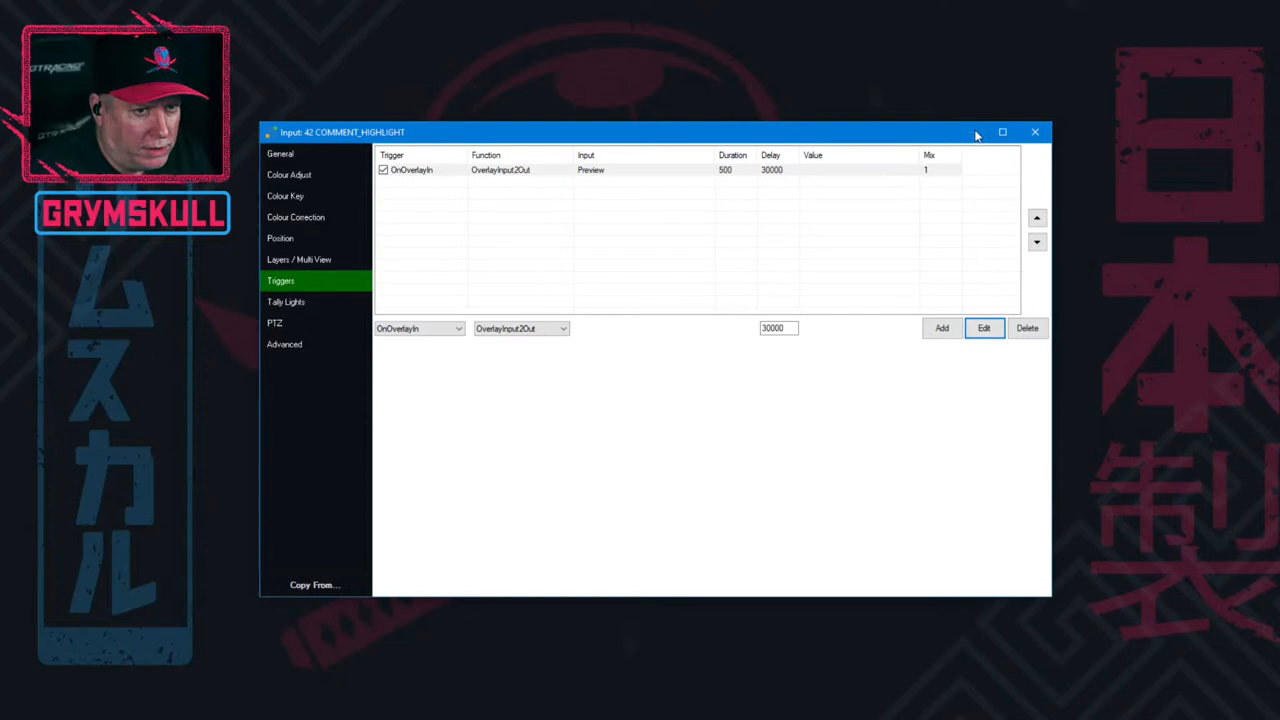 GTRACING
GRYMSKULL
ムスカル
日本製
Input: 42 COMMENT_HIGHLIGHT
General
Colour Adjust
Colour Key
Colour Correction
Position
Layers / Multi View
Triggers
Tally Lights
PTZ
Advanced
Copy From...
Trigger Function Input Duration Delay Value Mix
OnOverlayIn OverlayInput2Out Preview 500 30000 1
OnOverlayIn OverlayInput2Out 30000 Add Edit Delete